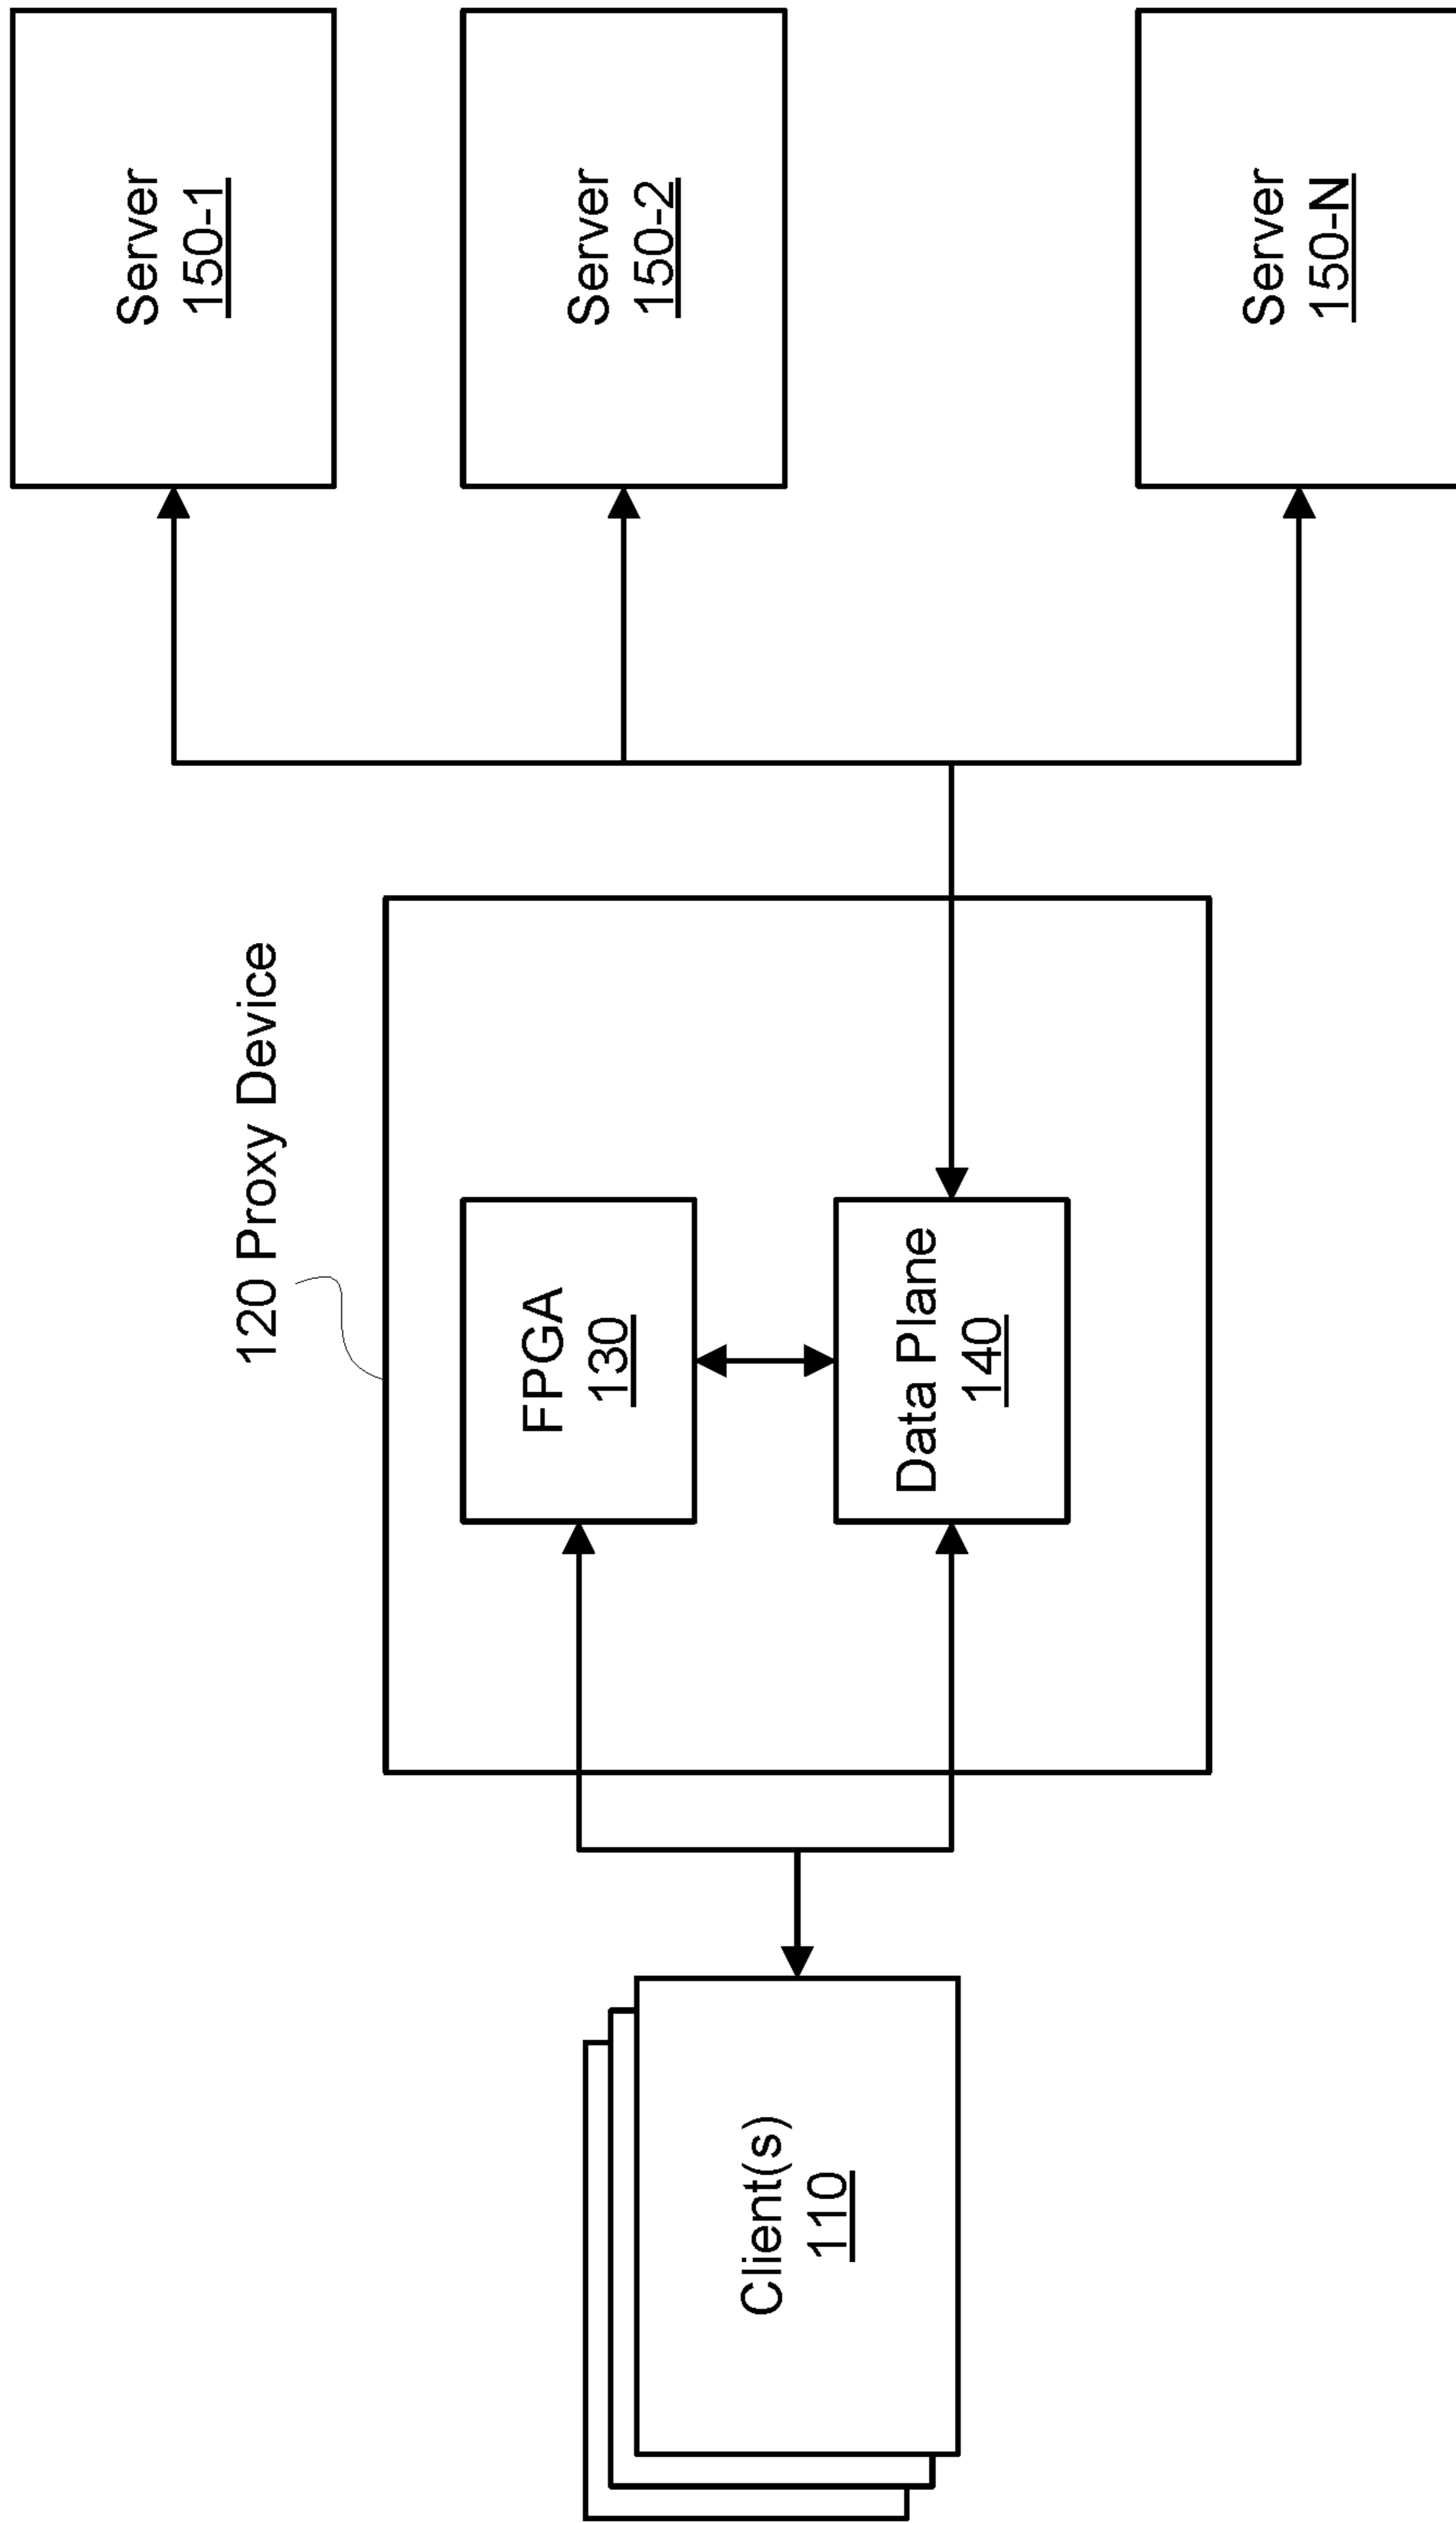 120 Proxy Device
Client(s)
110
FPGA
130
Data Plane
140
Server
150-1
Server
150-2
Server
150-N